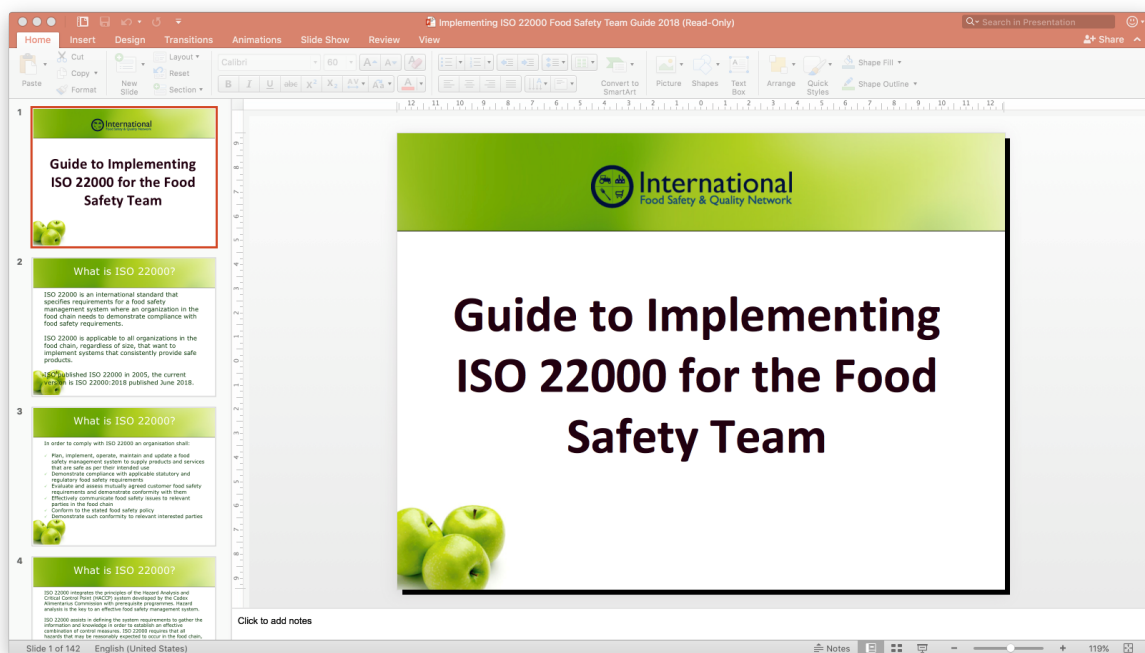 Implementing ISO 22000 Food Safety Team Guide 2018 (Read-Only)
Search in Presentation
Home Insert Design Transitions Animations Slide Show Review View
Share
Paste
Cut
Copy
Format
New Slide
Layout
Reset
Section
Calibri
60
Convert to SmartArt
Picture
Shapes
Text Box
Arrange
Quick Styles
Shape Fill
Shape Outline
1
International
Food Safety & Quality Network
Guide to Implementing
ISO 22000 for the Food
Safety Team
2
What is ISO 22000?
ISO 22000 is an international standard that
specifies requirements for a food safety
management system where an organization in the
food chain needs to demonstrate compliance with
food safety requirements.
ISO 22000 is applicable to all organizations in the
food chain, regardless of size, that want to
implement systems that consistently provide safe
products.
ISO published ISO 22000 in 2005, the current
version is ISO 22000:2018 published June 2018.
3
What is ISO 22000?
In order to comply with ISO 22000 an organisation shall:
Plan, implement, operate, maintain and update a food
safety management system to supply products and services
that are safe as per their intended use
Demonstrate compliance with applicable statutory and
regulatory food safety requirements
Evaluate and assess mutually agreed customer food safety
requirements and demonstrate conformity with them
Effectively communicate food safety issues to relevant
parties in the food chain
Conform to the stated food safety policy
Demonstrate such conformity to relevant interested parties
4
What is ISO 22000?
ISO 22000 integrates the principles of the Hazard Analysis and
Critical Control Point (HACCP) system developed by the Codex
Alimentarius Commission with prerequisite programmes. Hazard
analysis is the key to an effective food safety management system.
ISO 22000 assists in defining the system requirements to gather the
information and knowledge in order to establish an effective
combination of control measures. ISO 22000 requires that all
hazards that may be reasonably expected to occur in the food chain,
International
Food Safety & Quality Network
Guide to Implementing
ISO 22000 for the Food
Safety Team
Click to add notes
Slide 1 of 142 English (United States)
Notes
119%